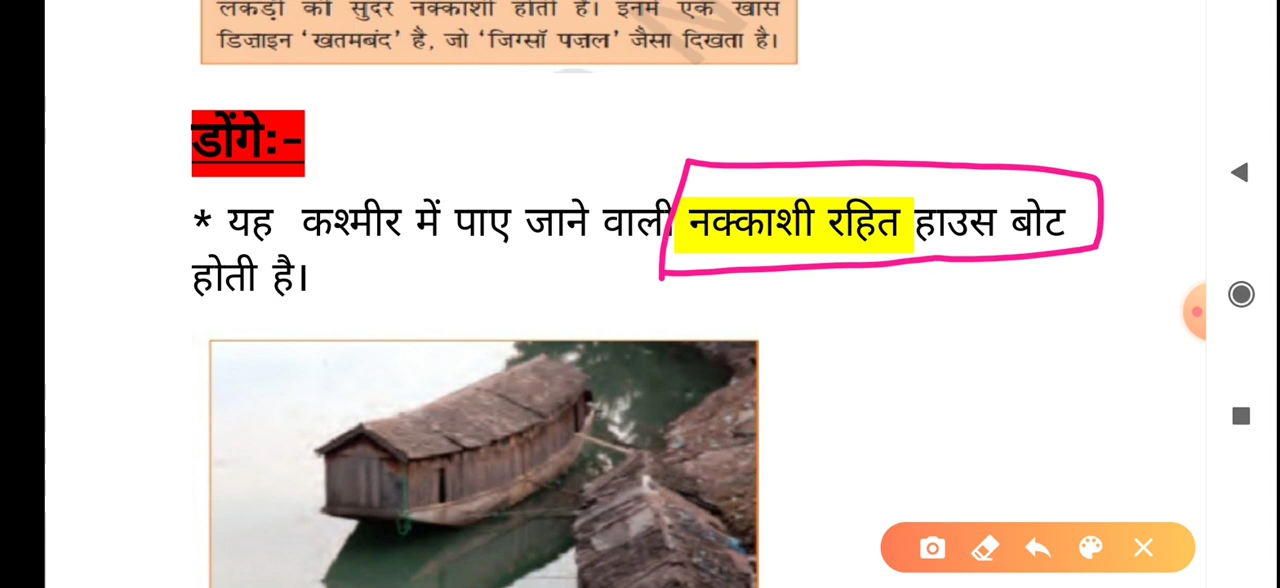 लकड़ी की सुंदर नक्काशी होती है। इनमें एक खास
डिज़ाइन ‘खतमबंद’ है, जो ‘जिग्सॉ पज़ल’ जैसा दिखता है।
डोंगे:-
* यह कश्मीर में पाए जाने वाली नक्काशी रहित हाउस बोट
होती है।